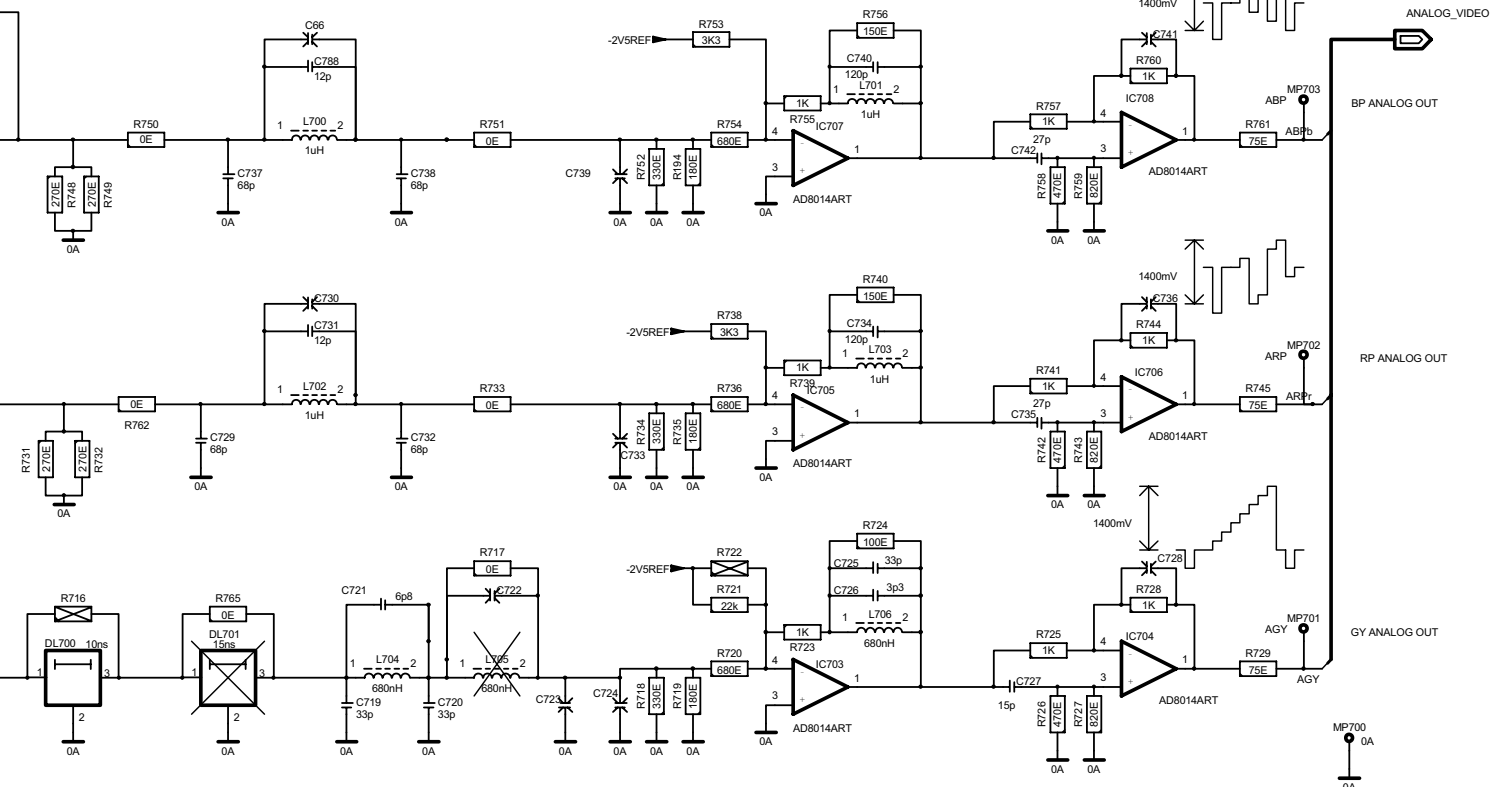 1400mV
ANALOG_VIDEO
C66
C788
12p
R753
-2V5REF
3K3
R756
150E
C740
120p
L701
1 2
1uH
C741
R760
1K
IC708
MP703
ABP
BP ANALOG OUT
R750
0E
1 L700 2
1uH
R751
0E
R754
680E
1K
R755
IC707
4
-
3
+
1
AD8014ART
0A
R757
1K
C742
27p
4
-
3
+
1
AD8014ART
R761
75E
ABPb
270E
R748
270E
R749
0A
C737
68p
0A
C738
68p
0A
C739
0A
R752
330E
0A
R194
180E
0A
R758
470E
0A
R759
820E
0A
1400mV
C730
C731
12p
R738
-2V5REF
3K3
R740
150E
C734
120p
L703
1 2
1uH
C736
R744
1K
IC706
MP702
ARP
RP ANALOG OUT
0E
R762
1 L702 2
1uH
R733
0E
R736
680E
1K
R739
IC705
4
-
3
+
1
AD8014ART
0A
R741
1K
C735
27p
4
-
3
+
1
AD8014ART
R745
75E
ARPr
R731
270E
270E
R732
0A
C729
68p
0A
C732
68p
0A
C733
0A
R734
330E
0A
R735
180E
0A
R742
470E
0A
R743
820E
0A
1400mV
R716
R765
0E
C721
6p8
R717
0E
C722
R722
-2V5REF
R721
22k
R724
100E
C725
33p
C726
3p3
L706
1 2
680nH
C728
R728
1K
IC704
MP701
AGY
GY ANALOG OUT
DL700 10ns
1
3
2
0A
DL701
15ns
1
3
2
0A
1 L704 2
680nH
1 L705 2
680nH
C719
33p
0A
C720
33p
0A
C723
0A
C724
0A
R718
330E
0A
R719
180E
0A
R720
680E
1K
R723
IC703
4
-
3
+
1
AD8014ART
0A
R725
1K
C727
15p
4
-
3
+
1
AD8014ART
R726
470E
0A
R727
820E
0A
R729
75E
AGY
MP700
0A
0A